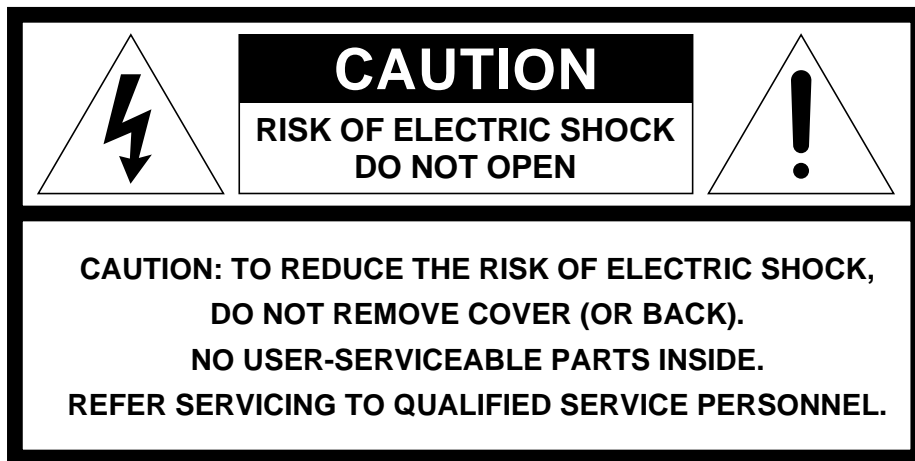 CAUTION
RISK OF ELECTRIC SHOCK
DO NOT OPEN
CAUTION: TO REDUCE THE RISK OF ELECTRIC SHOCK,
DO NOT REMOVE COVER (OR BACK).
NO USER-SERVICEABLE PARTS INSIDE.
REFER SERVICING TO QUALIFIED SERVICE PERSONNEL.